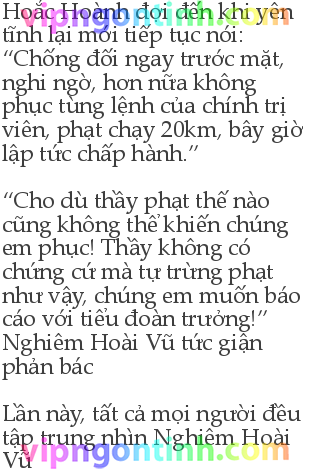 Hoắc Hoành đợi đến khi yên
tĩnh lại mới tiếp tục nói:
“Chống đối ngay trước mặt,
nghi ngờ, hơn nữa không
phục tùng lệnh của chính trị
viên, phạt chạy 20km, bây giờ
lập tức chấp hành.”
“Cho dù thầy phạt thế nào
cũng không thể khiến chúng
em phục! Thầy không có
chứng cứ mà tự trừng phạt
như vậy, chúng em muốn báo
cáo với tiểu đoàn trưởng!”
Nghiêm Hoài Vũ tức giận
phản bác
Lần này, tất cả mọi người đều
tập trung nhìn Nghiêm Hoài
Vũ
vipngontinh.com
vipngontinh.com